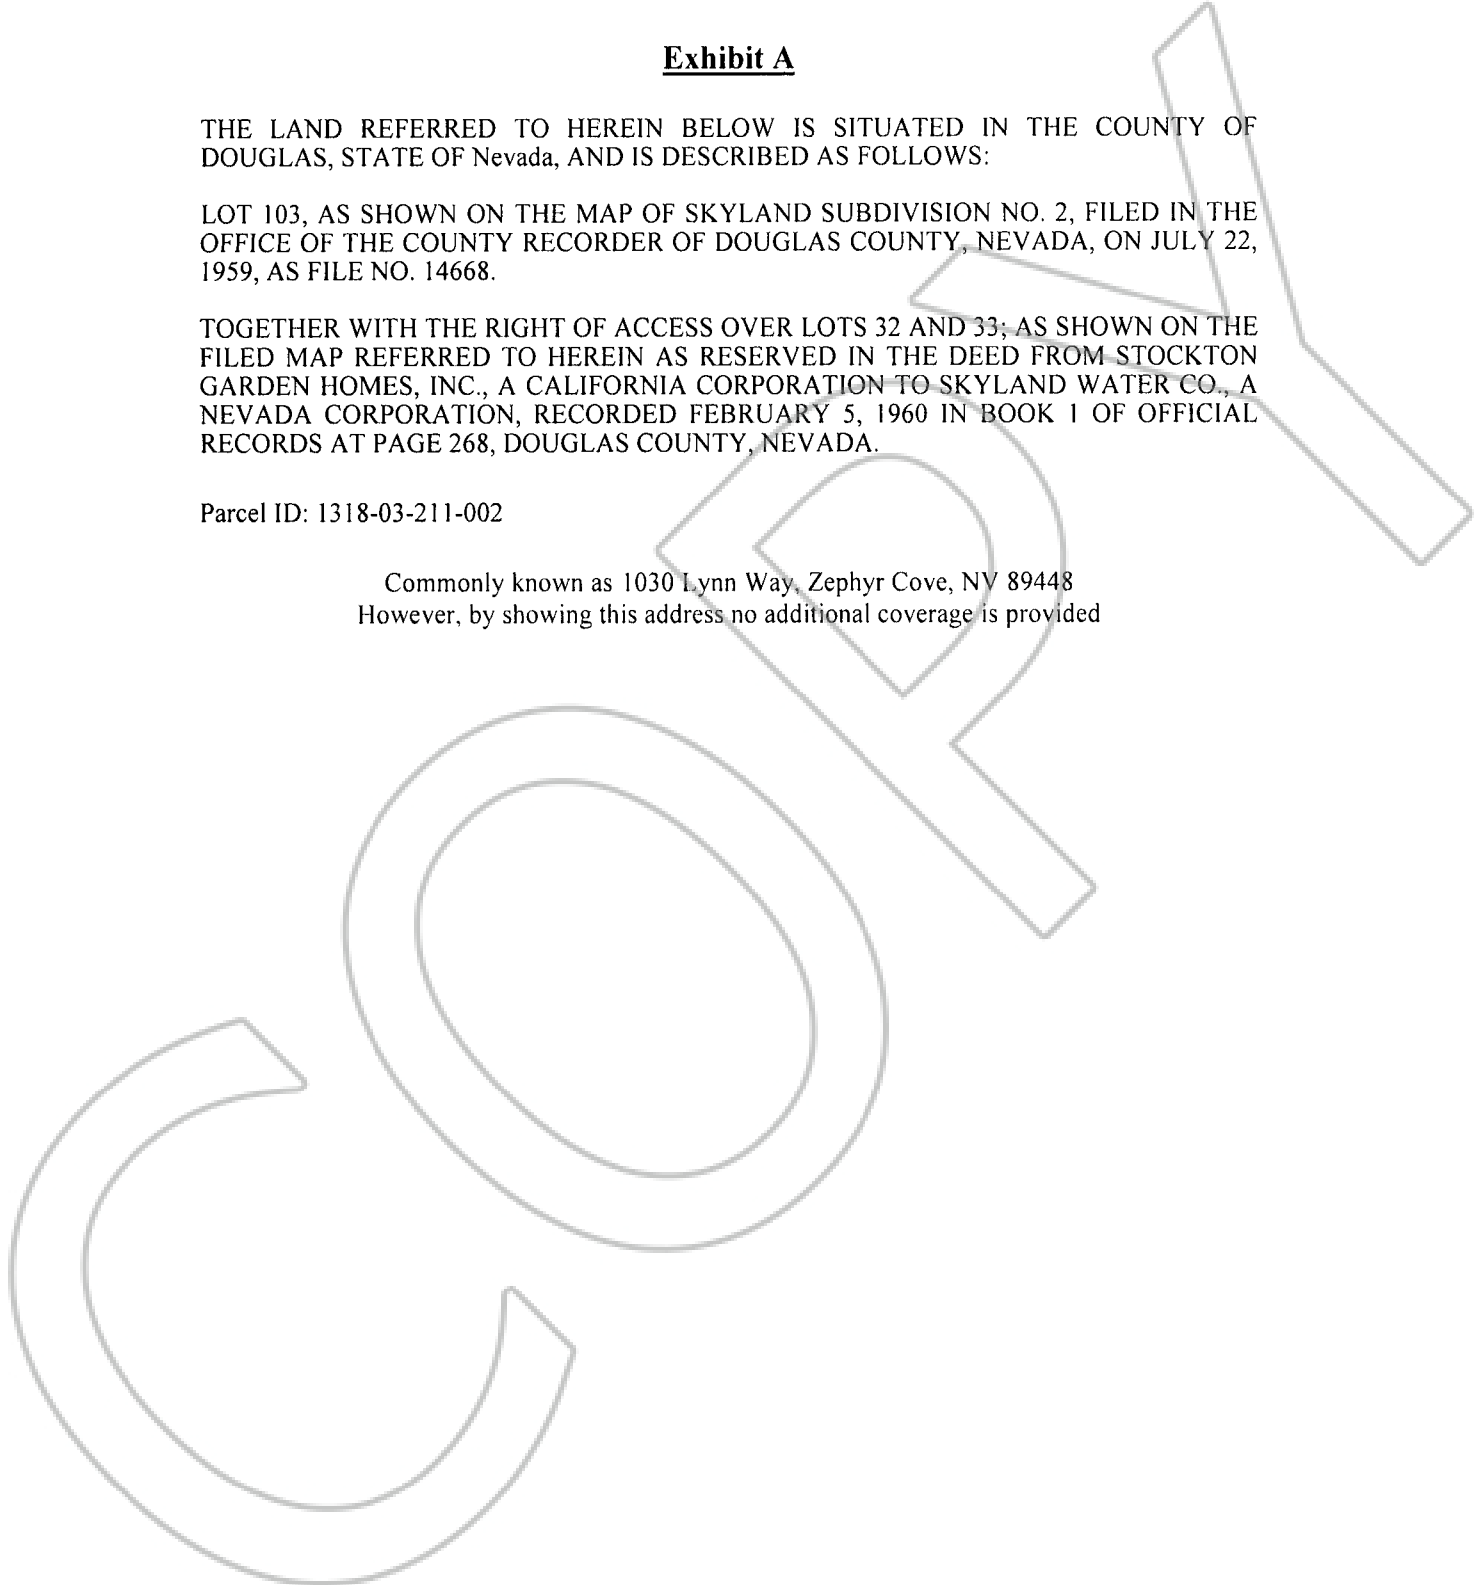 Exhibit A
THE LAND REFERRED TO HEREIN BELOW IS SITUATED IN THE COUNTY OF
DOUGLAS, STATE OF Nevada, AND IS DESCRIBED AS FOLLOWS:
LOT 103, AS SHOWN ON THE MAP OF SKYLAND SUBDIVISION NO. 2, FILED IN THE
OFFICE OF THE COUNTY RECORDER OF DOUGLAS COUNTY, NEVADA, ON JULY 22,
1959, AS FILE NO. 14668.
TOGETHER WITH THE RIGHT OF ACCESS OVER LOTS 32 AND 33; AS SHOWN ON THE
FILED MAP REFERRED TO HEREIN AS RESERVED IN THE DEED FROM STOCKTON
GARDEN HOMES, INC., A CALIFORNIA CORPORATION TO SKYLAND WATER CO., A
NEVADA CORPORATION, RECORDED FEBRUARY 5, 1960 IN BOOK 1 OF OFFICIAL
RECORDS AT PAGE 268, DOUGLAS COUNTY, NEVADA.
Parcel ID: 1318-03-211-002
Commonly known as 1030 Lynn Way, Zephyr Cove, NV 89448
However, by showing this address no additional coverage is provided
COPY